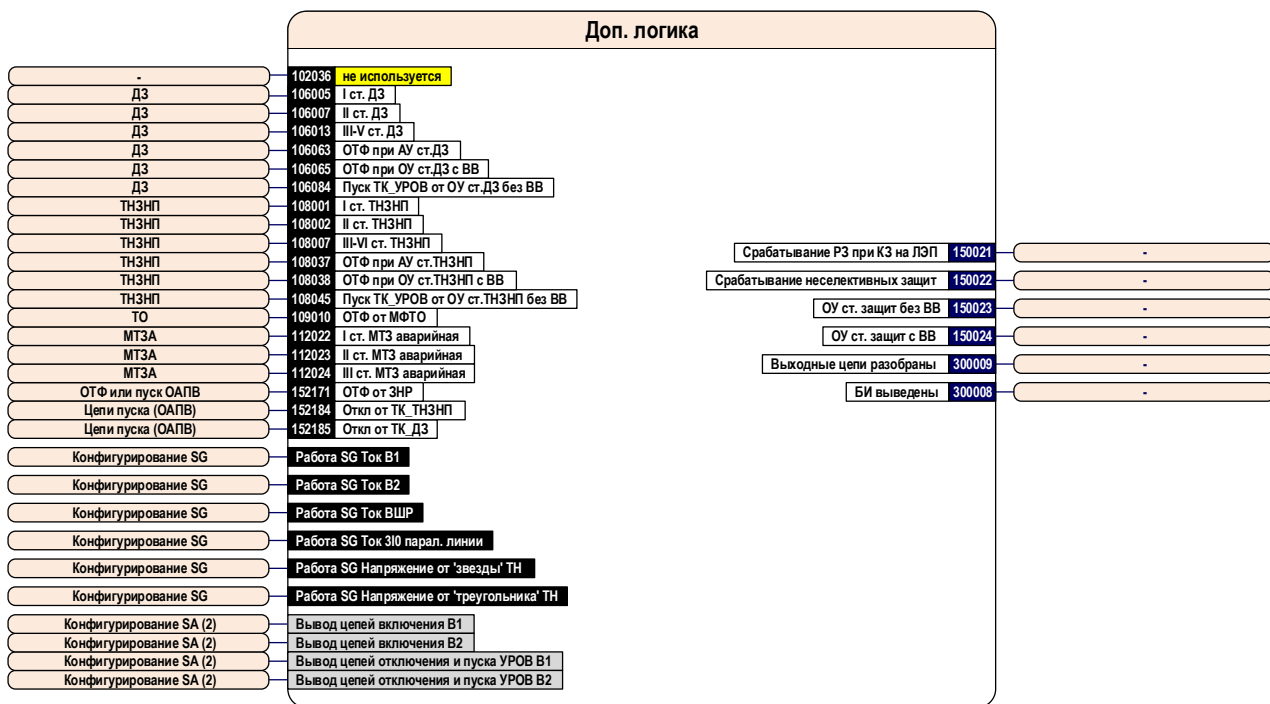 Доп. логика
- 102036 не используется
ДЗ 106005 I ст. ДЗ
ДЗ 106007 II ст. ДЗ
ДЗ 106013 III-V ст. ДЗ
ДЗ 106063 ОТФ при АУ ст.ДЗ
ДЗ 106065 ОТФ при ОУ ст.ДЗ с ВВ
ДЗ 106084 Пуск ТК_УРОВ от ОУ ст.ДЗ без ВВ
ТНЗНП 108001 I ст. ТНЗНП
ТНЗНП 108002 II ст. ТНЗНП
ТНЗНП 108007 III-VI ст. ТНЗНП
Срабатывание РЗ при КЗ на ЛЭП 150021 -
ТНЗНП 108037 ОТФ при АУ ст.ТНЗНП
ТНЗНП 108038 ОТФ при ОУ ст.ТНЗНП с ВВ
Срабатывание неселективных защит 150022 -
ТНЗНП 108045 Пуск ТК_УРОВ от ОУ ст.ТНЗНП без ВВ
ОУ ст. защит без ВВ 150023 -
ТО 109010 ОТФ от МФТО
МТЗА 112022 I ст. МТЗ аварийная
ОУ ст. защит с ВВ 150024 -
МТЗА 112023 II ст. МТЗ аварийная
Выходные цепи разобраны 300009 -
МТЗА 112024 III ст. МТЗ аварийная
ОТФ или пуск ОАПВ 152171 ОТФ от ЗНР
БИ выведены 300008 -
Цепи пуска (ОАПВ) 152184 Откл от ТК_ТНЗНП
Цепи пуска (ОАПВ) 152185 Откл от ТК_ДЗ
Конфигурирование SG Работа SG Ток В1
Конфигурирование SG Работа SG Ток В2
Конфигурирование SG Работа SG Ток ВШР
Конфигурирование SG Работа SG Ток 3I0 парал. линии
Конфигурирование SG Работа SG Напряжение от 'звезды' ТН
Конфигурирование SG Работа SG Напряжение от 'треугольника' ТН
Конфигурирование SA (2) Вывод цепей включения В1
Конфигурирование SA (2) Вывод цепей включения В2
Конфигурирование SA (2) Вывод цепей отключения и пуска УРОВ В1
Конфигурирование SA (2) Вывод цепей отключения и пуска УРОВ В2